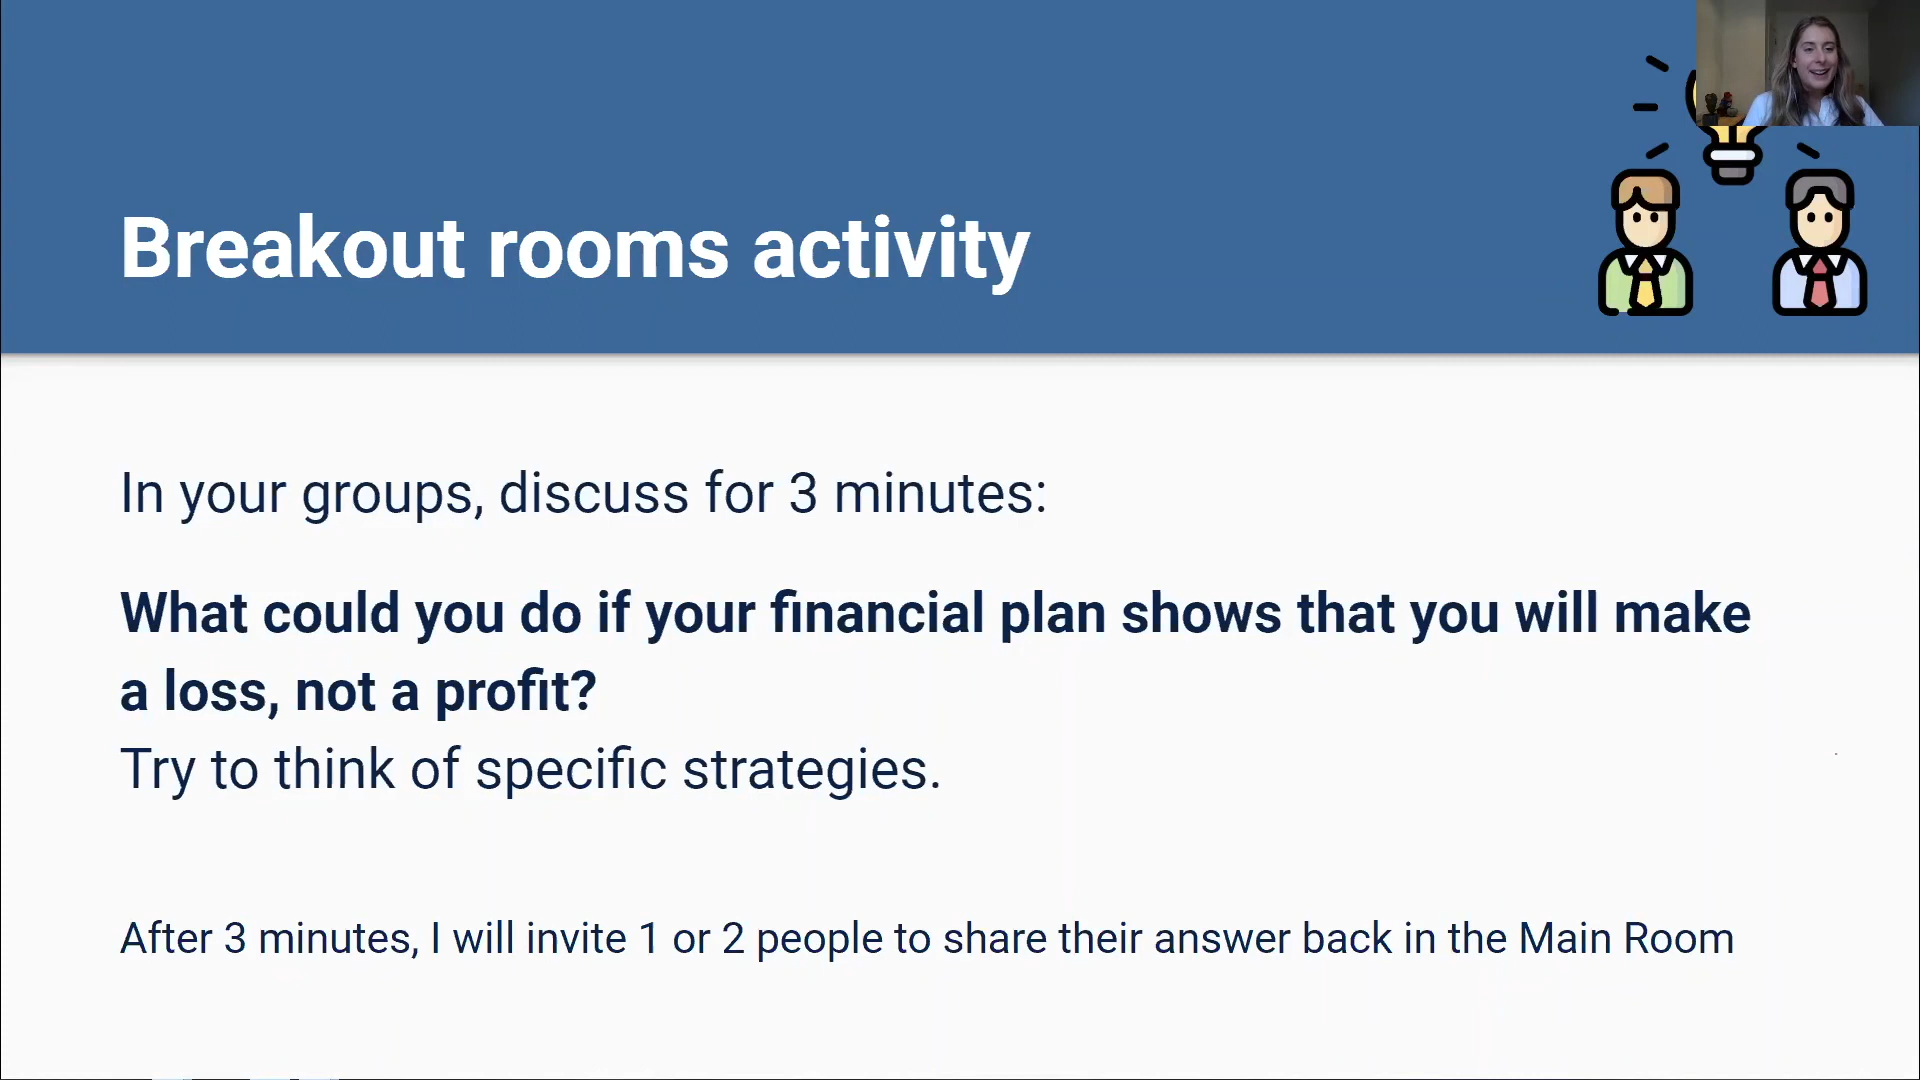 Breakout rooms activity
In your groups, discuss for 3 minutes:
What could you do if your financial plan shows that you will make
a loss, not a profit?
Try to think of specific strategies.
After 3 minutes, I will invite 1 or 2 people to share their answer back in the Main Room